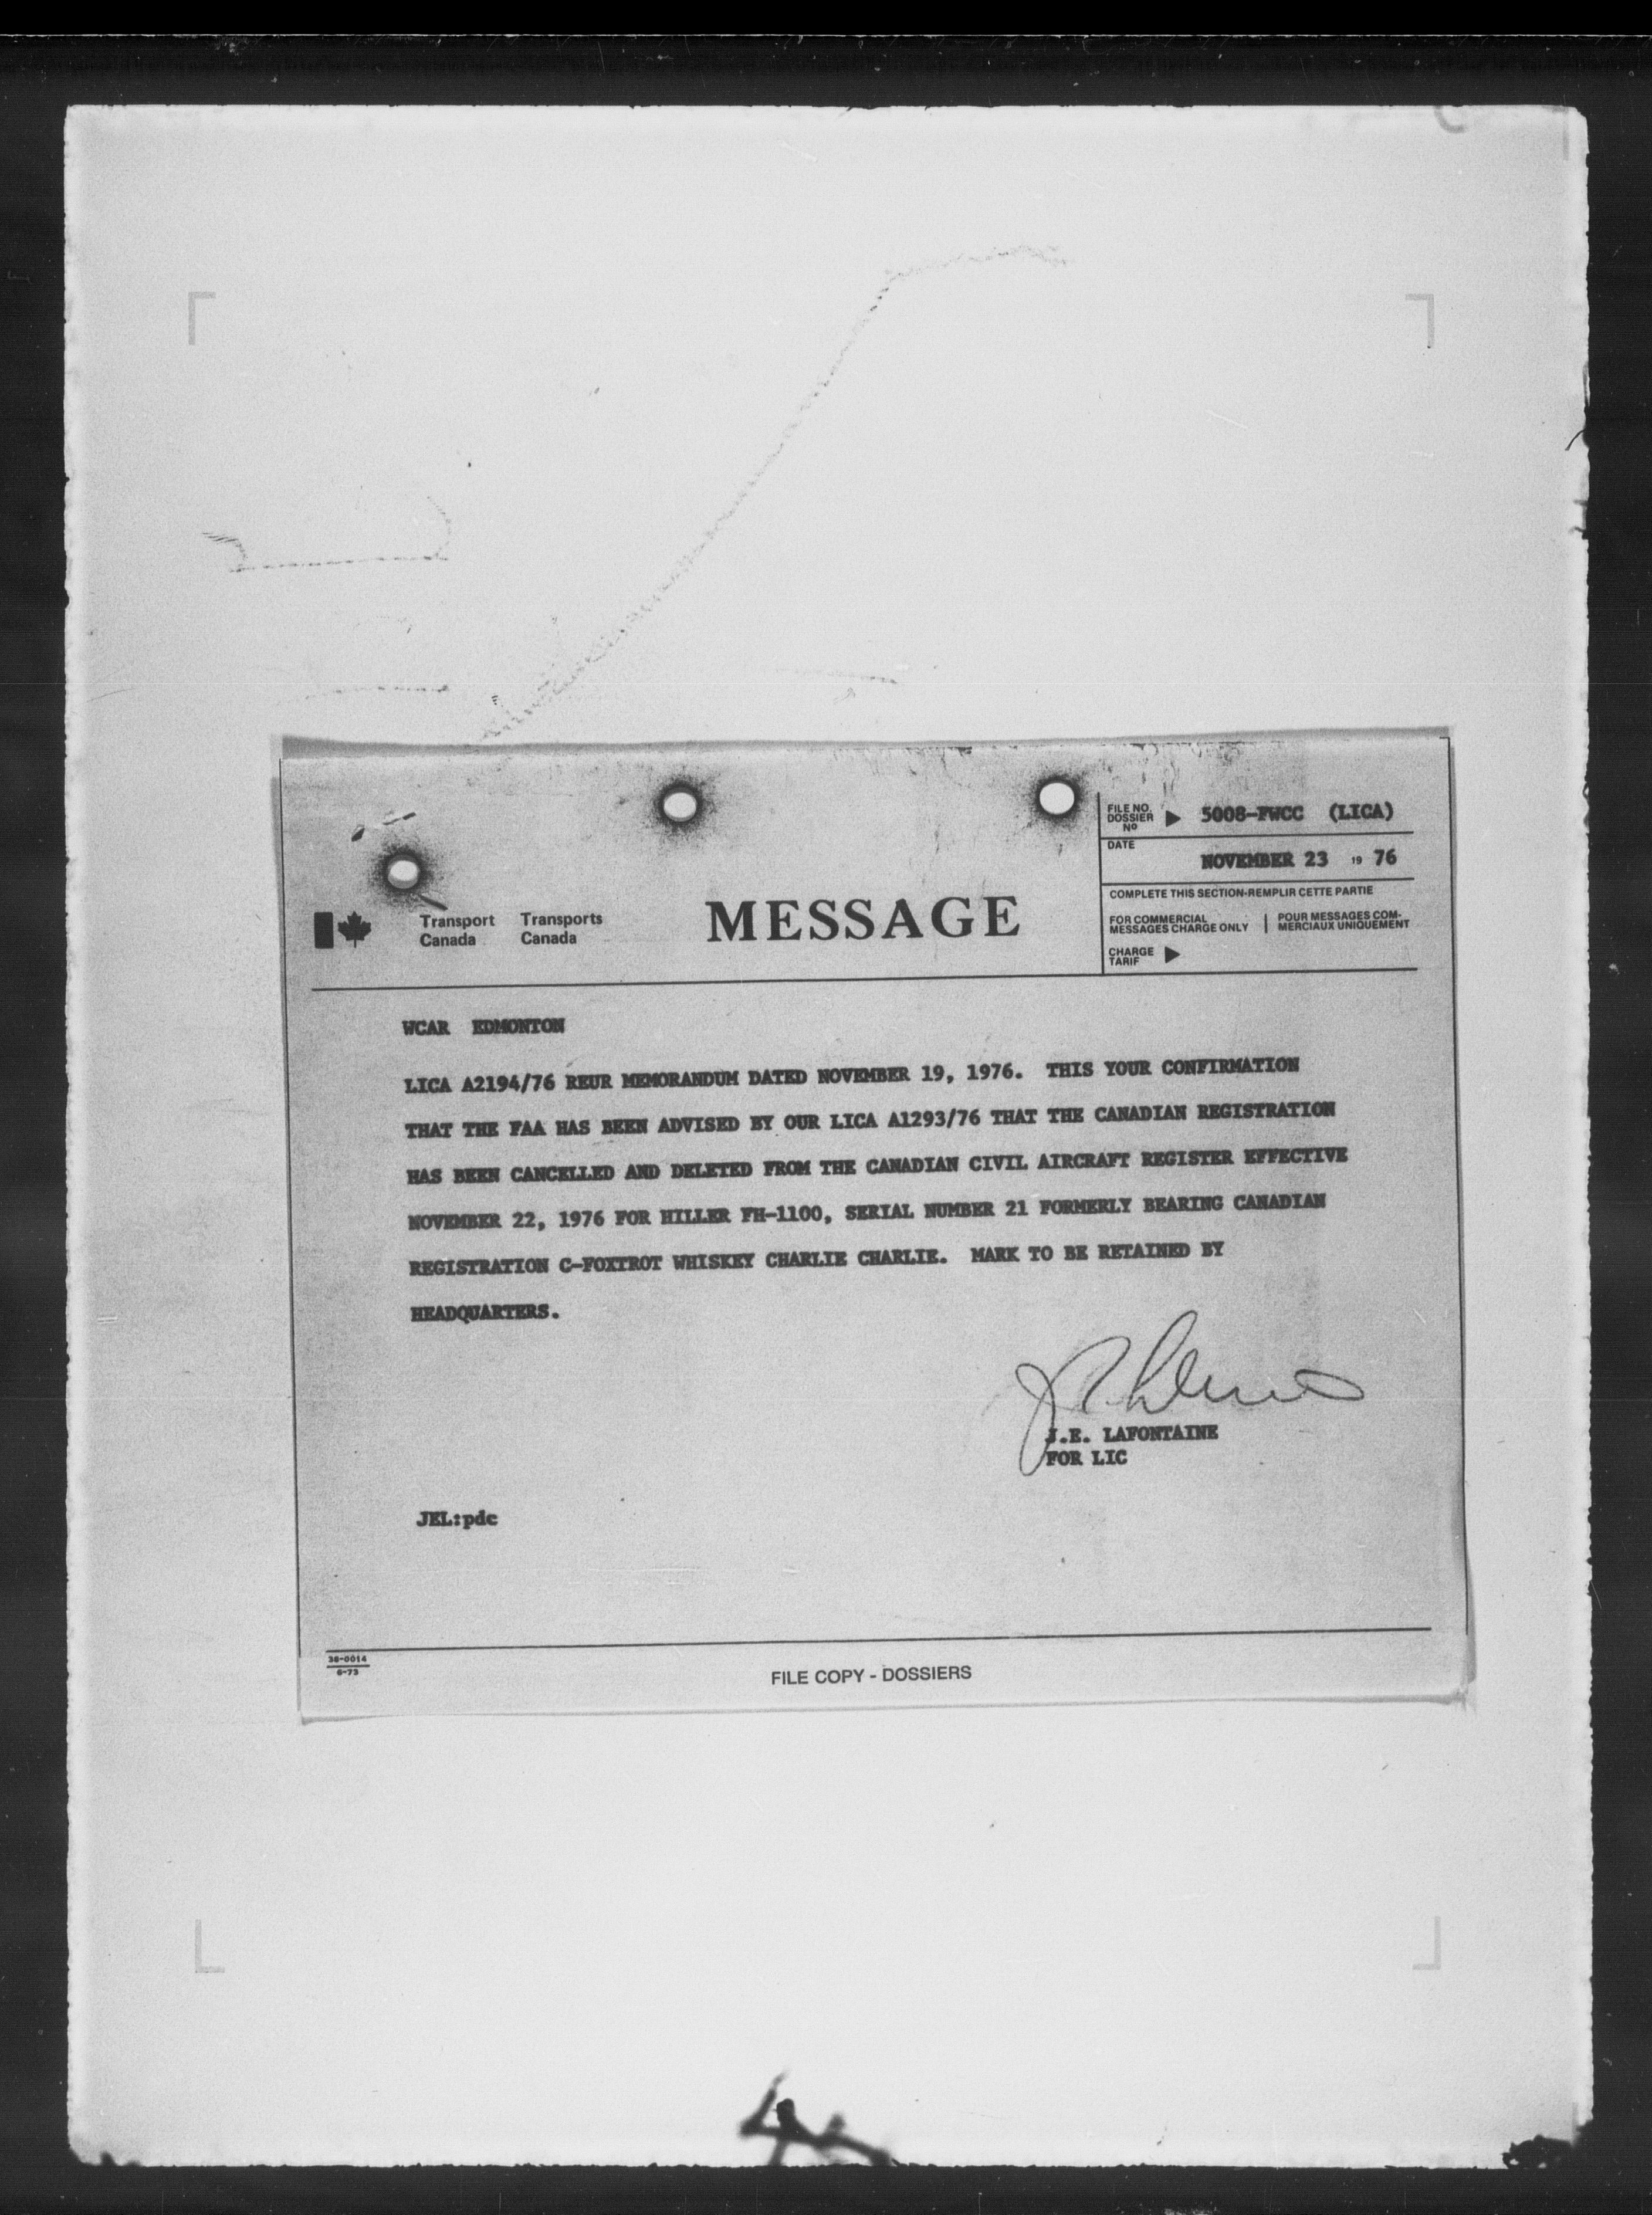 FILE NO.
DOSSIER
Nº
5008-FWCC (LICA)
DATE
NOVEMBER 23 19 76
COMPLETE THIS SECTION-REMPLIR CETTE PARTIE
FOR COMMERCIAL
MESSAGES CHARGE ONLY
POUR MESSAGES COM-
MERCIAUX UNIQUEMENT
CHARGE
TARIF
Transport
Canada
Transports
Canada
MESSAGE
WCAR EDMONTON
LICA A2194/76 REUR MEMORANDUM DATED NOVEMBER 19, 1976. THIS YOUR CONFIRMATION
THAT THE FAA HAS BEEN ADVISED BY OUR LICA A1293/76 THAT THE CANADIAN REGISTRATION
HAS BEEN CANCELLED AND DELETED FROM THE CANADIAN CIVIL AIRCRAFT REGISTER EFFECTIVE
NOVEMBER 22, 1976 FOR HILLER FH-1100, SERIAL NUMBER 21 FORMERLY BEARING CANADIAN
REGISTRATION C-FOXTROT WHISKEY CHARLIE CHARLIE. MARK TO BE RETAINED BY
HEADQUARTERS.
J.E. LAFONTAINE
FOR LIC
JEL:pdc
38-0014
6-73
FILE COPY - DOSSIERS